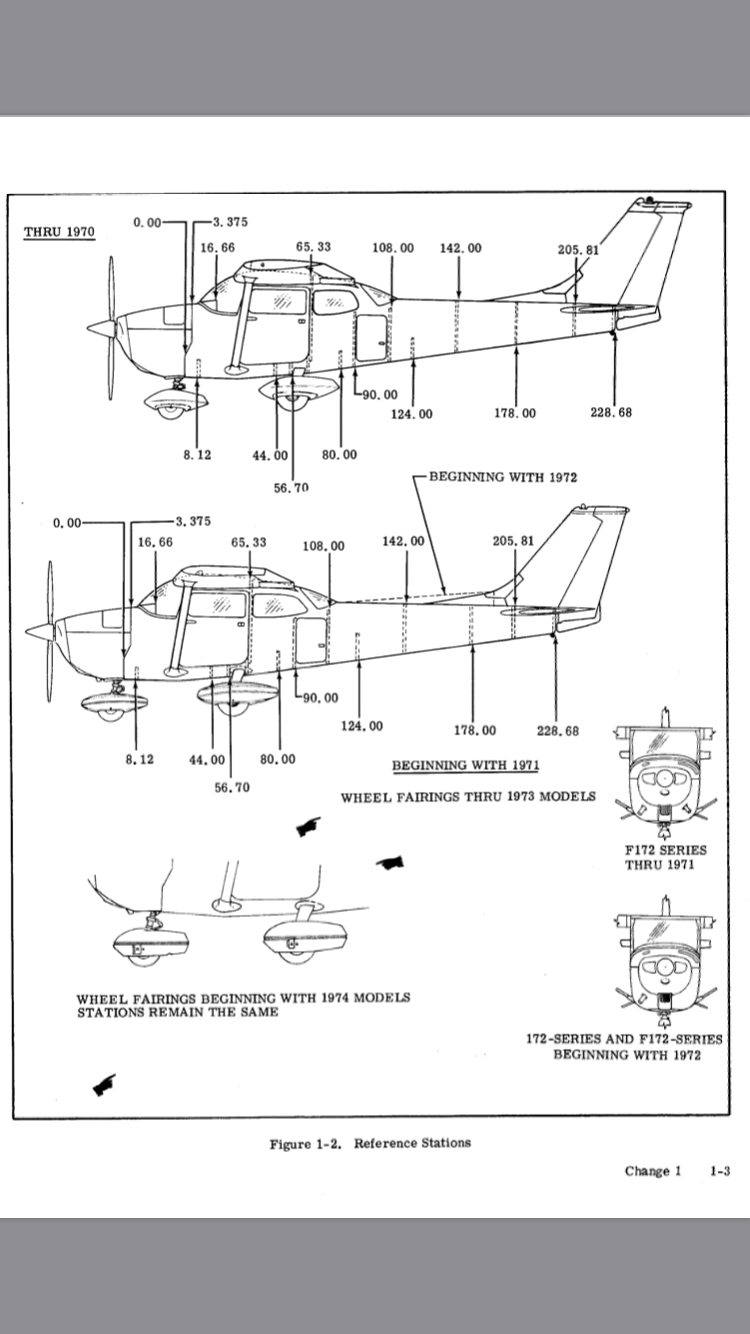 THRU 1970
0.00
3.375
16.66
65.33
108.00
142.00
205.81
90.00
124.00
178.00
228.68
8.12
44.00
80.00
56.70
BEGINNING WITH 1972
0.00
3.375
16.66
65.33
108.00
142.00
205.81
90.00
124.00
178.00
228.68
8.12
44.00
80.00
56.70
BEGINNING WITH 1971
WHEEL FAIRINGS THRU 1973 MODELS
F172 SERIES
THRU 1971
WHEEL FAIRINGS BEGINNING WITH 1974 MODELS
STATIONS REMAIN THE SAME
172-SERIES AND F172-SERIES
BEGINNING WITH 1972
Figure 1-2. Reference Stations
Change 1 1-3